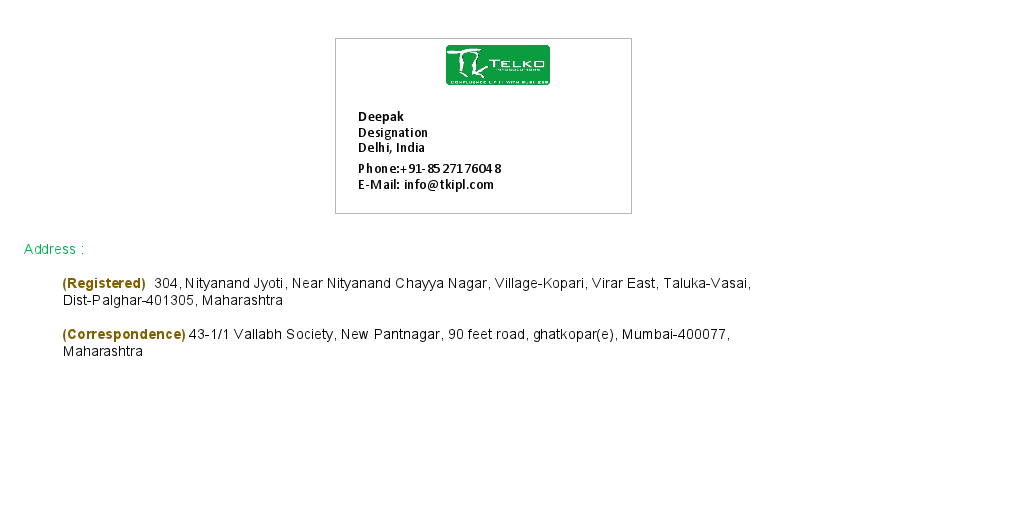 TELKO
INFOSOLUTIONS
Deepak
Designation
Delhi, India
Phone:+91-8527176048
E-Mail: info@tkipl.com
Address :
(Registered) 304, Nityanand Jyoti, Near Nityanand Chayya Nagar, Village-Kopari, Virar East, Taluka-Vasai,
Dist-Palghar-401305, Maharashtra
(Correspondence) 43-1/1 Vallabh Society, New Pantnagar, 90 feet road, ghatkopar(e), Mumbai-400077,
Maharashtra